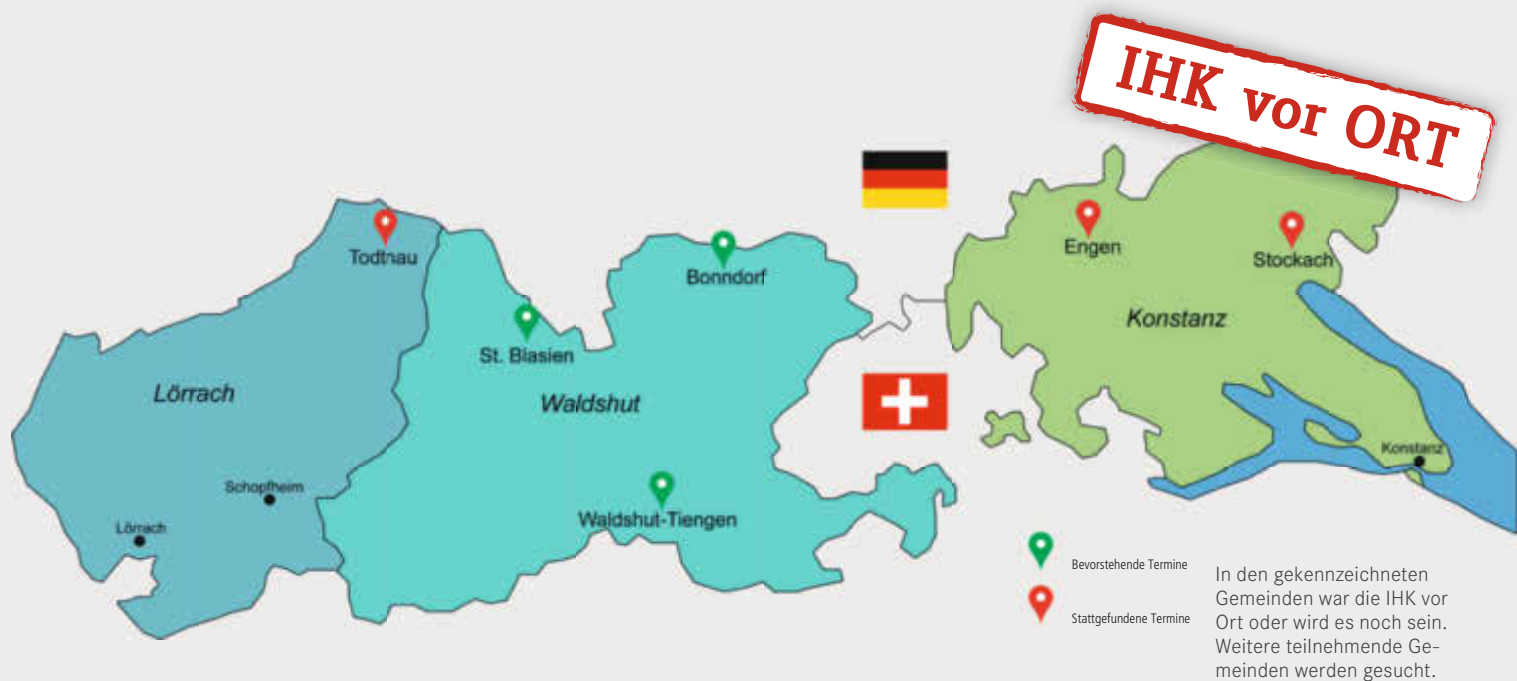 IHK vor ORT
Todtnau
Bonndorf
Engen
Stockach
St. Blasien
Konstanz
Lörrach
Waldshut
Konstanz
Schopfheim
Waldshut-Tiengen
Lörrach
Bevorstehende Termine
Stattgefundene Termine
In den gekennzeichneten
Gemeinden war die IHK vor
Ort oder wird es noch sein.
Weitere teilnehmende Ge-
meinden werden gesucht.